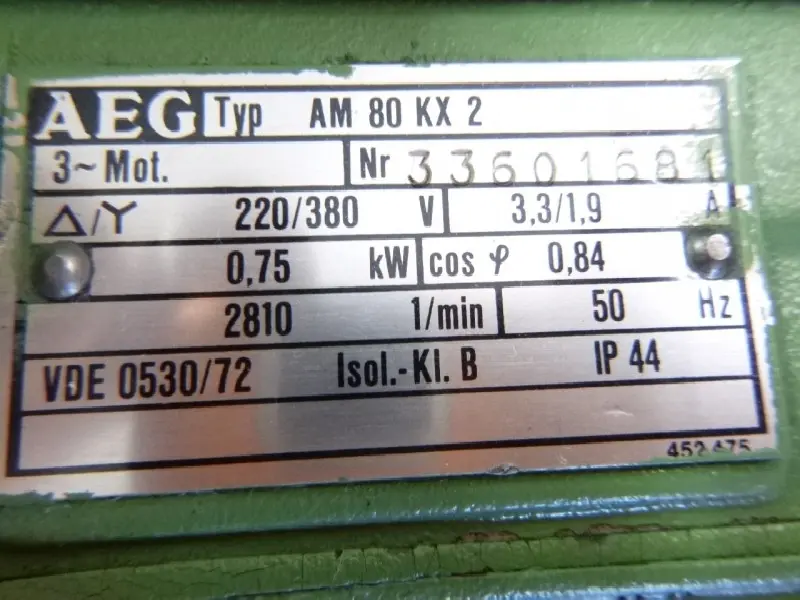 AEG Typ AM 80 KX 2
3~ Mot. Nr 33601681
Δ/Y 220/380 V 3,3/1,9 A
0,75 kW cos φ 0,84
2810 1/min 50 Hz
VDE 0530/72 Isol.-Kl. B IP 44
452 475